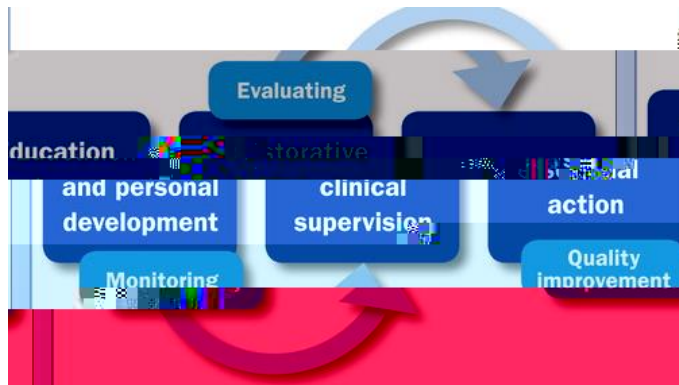 Evaluating
ducation
and personal
development
Monitoring
storative
clinical
supervision
action
Quality
improvement